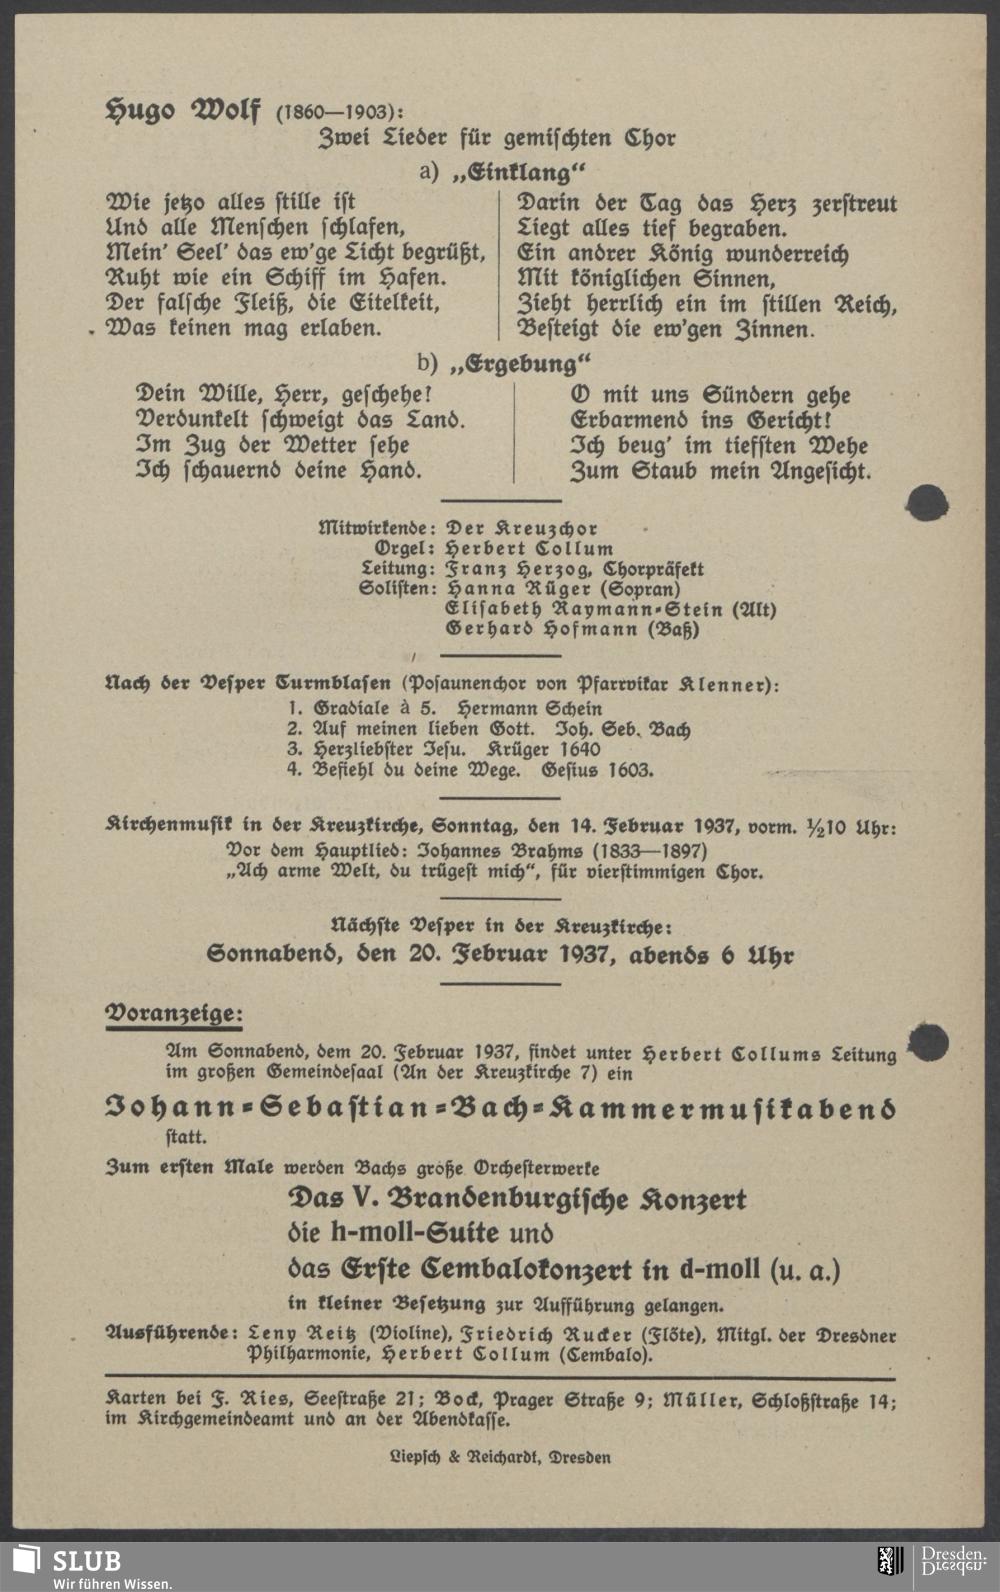 Hugo Wolf (1860—1903):
Zwei Lieder für gemischten Chor
a) „Einklang“
Wie jetzo alles stille ist
Und alle Menschen schlafen,
Mein' Seel' das ew'ge Licht begrüßt,
Ruht wie ein Schiff im Hafen.
Der falsche Fleiß, die Eitelkeit,
Was keinen mag erlaben.
Darin der Tag das Herz zerstreut
Liegt alles tief begraben.
Ein andrer König wunderreich
Mit königlichen Sinnen,
Zieht herrlich ein im stillen Reich,
Besteigt die ew'gen Zinnen.
b) „Ergebung“
Dein Wille, Herr, geschehe!
Verdunkelt schweigt das Land.
Im Zug der Wetter sehe
Ich schauernd deine Hand.
O mit uns Sündern gehe
Erbarmend ins Gericht!
Ich beug' im tiefsten Wehe
Zum Staub mein Angesicht.
Mitwirkende: Der Kreuzchor
Orgel: Herbert Collum
Leitung: Franz Herzog, Chorpräfekt
Solisten: Hanna Rüger (Sopran)
Elisabeth Raymann-Stein (Alt)
Gerhard Hofmann (Baß)
Nach der Vesper Turmblasen (Posaunenchor von Pfarrvikar Klenner):
1. Gradiale à 5. Hermann Schein
2. Auf meinen lieben Gott. Joh. Seb. Bach
3. Herzliebster Jesu. Krüger 1640
4. Befiehl du deine Wege. Gesius 1603.
Kirchenmusik in der Kreuzkirche, Sonntag, den 14. Februar 1937, vorm. ½10 Uhr:
Vor dem Hauptlied: Johannes Brahms (1833—1897)
„Ach arme Welt, du trügest mich“, für vierstimmigen Chor.
Nächste Vesper in der Kreuzkirche:
Sonnabend, den 20. Februar 1937, abends 6 Uhr
Voranzeige:
Am Sonnabend, dem 20. Februar 1937, findet unter Herbert Collums Leitung
im großen Gemeindesaal (An der Kreuzkirche 7) ein
Johann-Sebastian-Bach-Kammermusikabend
statt.
Zum ersten Male werden Bachs große Orchesterwerke
Das V. Brandenburgische Konzert
die h-moll-Suite und
das Erste Cembalokonzert in d-moll (u. a.)
in kleiner Besetzung zur Aufführung gelangen.
Ausführende: Leny Reitz (Violine), Friedrich Rucker (Flöte), Mitgl. der Dresdner
Philharmonie, Herbert Collum (Cembalo).
Karten bei F. Ries, Seestraße 21; Bock, Prager Straße 9; Müller, Schloßstraße 14;
im Kirchgemeindeamt und an der Abendkasse.
Liepsch & Reichardt, Dresden
SLUB
Wir führen Wissen.
Dresden.
Dresden.